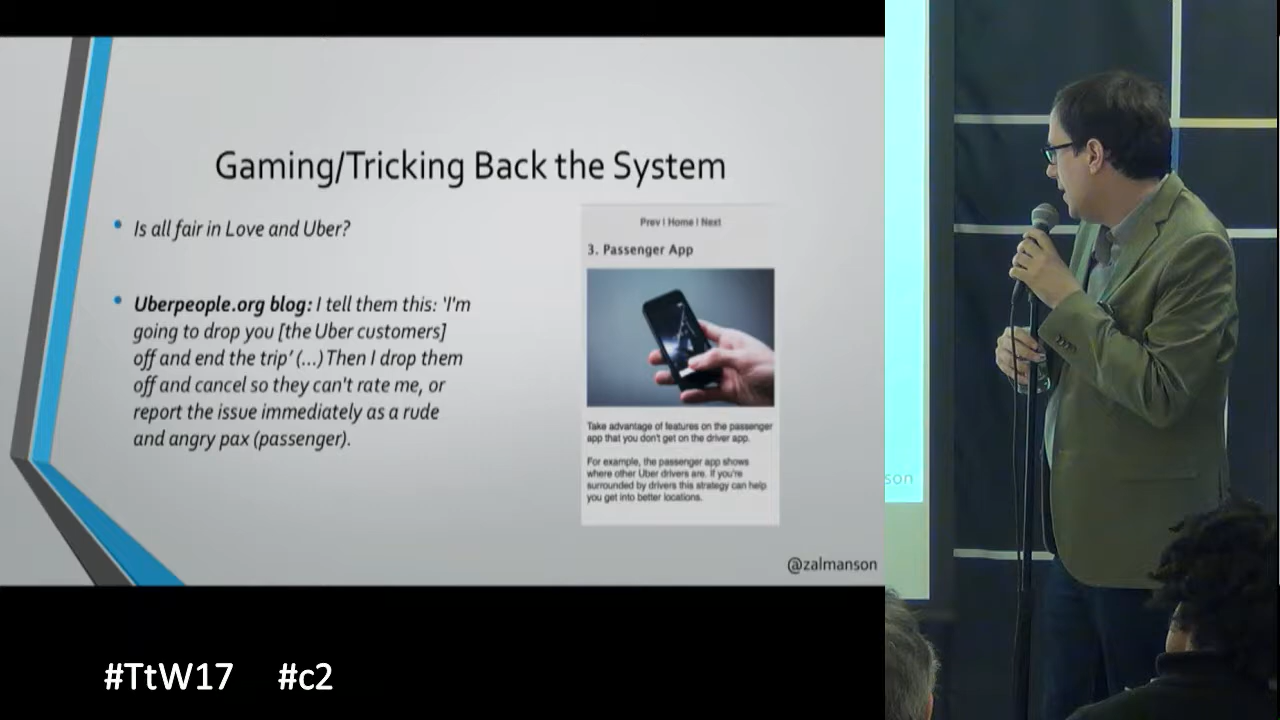 Gaming/Tricking Back the System
Is all fair in Love and Uber?
Uberpeople.org blog: I tell them this: 'I'm
going to drop you [the Uber customers]
off and end the trip' (...) Then I drop them
off and cancel so they can't rate me, or
report the issue immediately as a rude
and angry pax (passenger).
Prev | Home | Next
3. Passenger App
Take advantage of features on the passenger
app that you don't get on the driver app.
For example, the passenger app shows
where other Uber drivers are. If you're
surrounded by drivers this strategy can help
you get into better locations.
@zalmanson
son
#TtW17 #c2